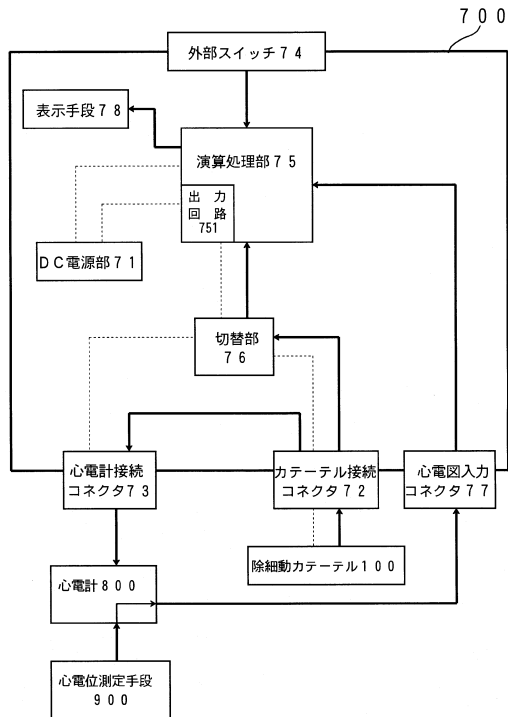 ７００
外部スイッチ７４
表示手段７８
演算処理部７５
出　力
回　路
751
ＤＣ電源部７１
切替部
７６
心電計接続
コネクタ７３
カテーテル接続
コネクタ７２
心電図入力
コネクタ７７
除細動カテーテル１００
心電計８００
心電位測定手段
９００